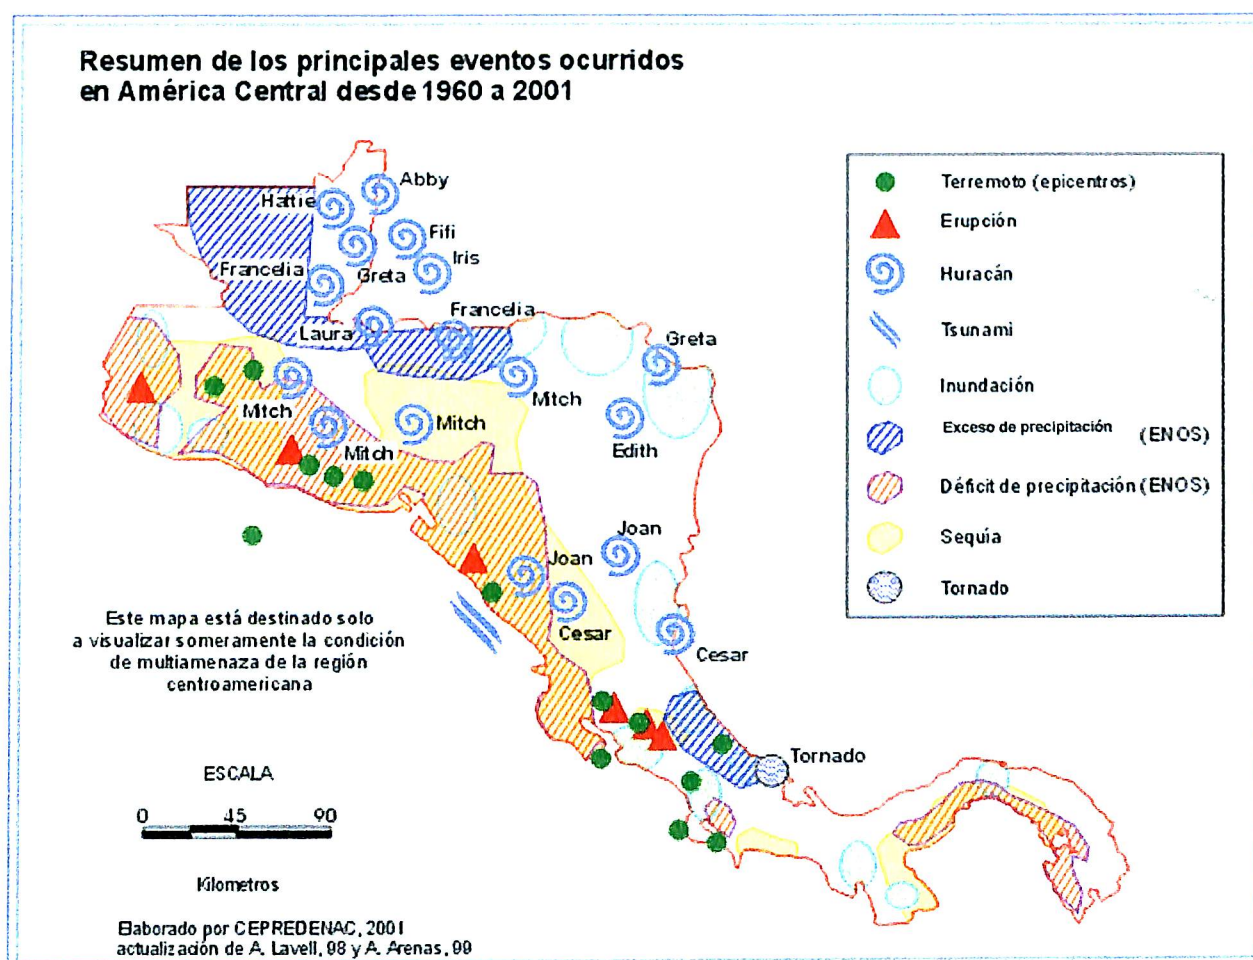 Resumen de los principales eventos ocurridos
en América Central desde 1960 a 2001
Abby
Hattie
Fifi
Iris
Greta
Francelia
Francelia
Laura
Greta
Mitch
Mitch
Mitch
Edith
Mitch
Joan
Joan
Cesar
Cesar
Tornado
Terremoto (epicentros)
Erupción
Huracán
Tsunami
Inundación
Exceso de precipitación (ENOS)
Déficit de precipitación (ENOS)
Sequía
Tornado
Este mapa está destinado solo
a visualizar someramente la condición
de multiamenaza de la región
centroamericana
ESCALA
0 45 90
Kilometros
Elaborado por CEPREDENAC, 2001
actualización de A. Lavell, 98 y A. Arenas, 99